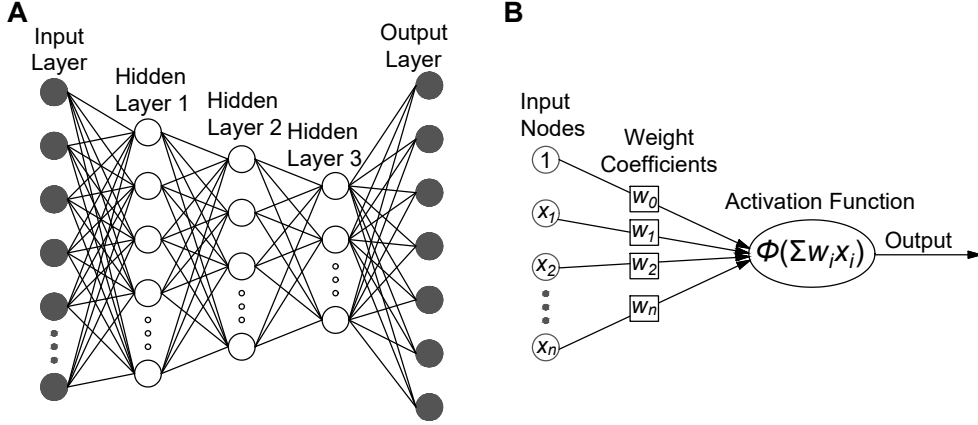 A
Input
Layer
Hidden
Layer 1
Hidden
Layer 2
Hidden
Layer 3
Output
Layer
B
Input
Nodes
Weight
Coefficients
Activation Function
1
x₁
x₂
xₙ
w₀
w₁
w₂
wₙ
Φ(Σwᵢxᵢ)
Output